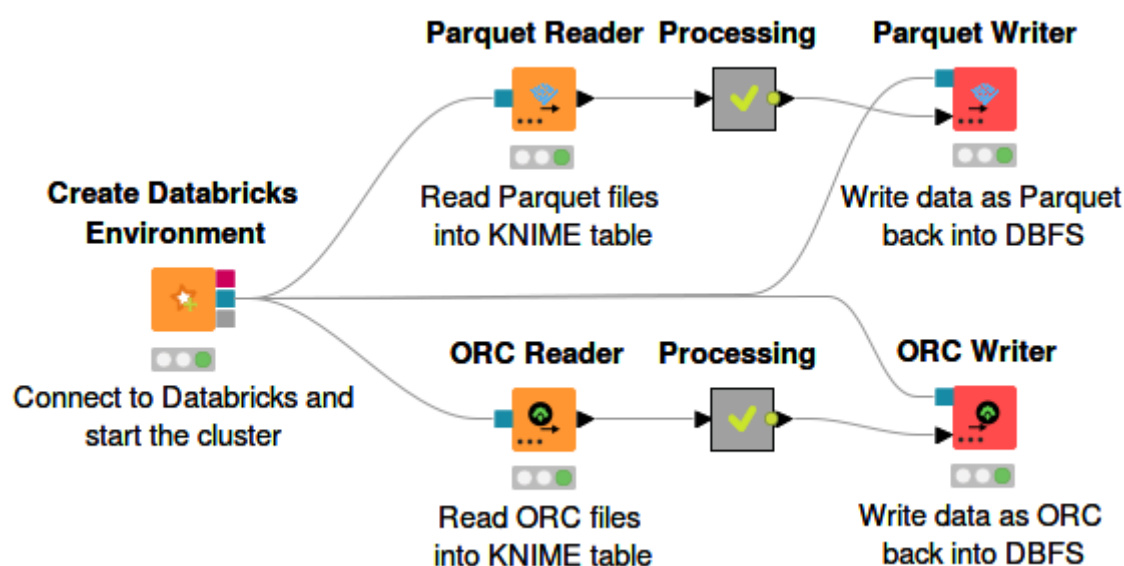 Parquet Reader
Processing
Parquet Writer
Read Parquet files
into KNIME table
Write data as Parquet
back into DBFS
Create Databricks
Environment
Connect to Databricks and
start the cluster
ORC Reader
Processing
ORC Writer
Read ORC files
into KNIME table
Write data as ORC
back into DBFS